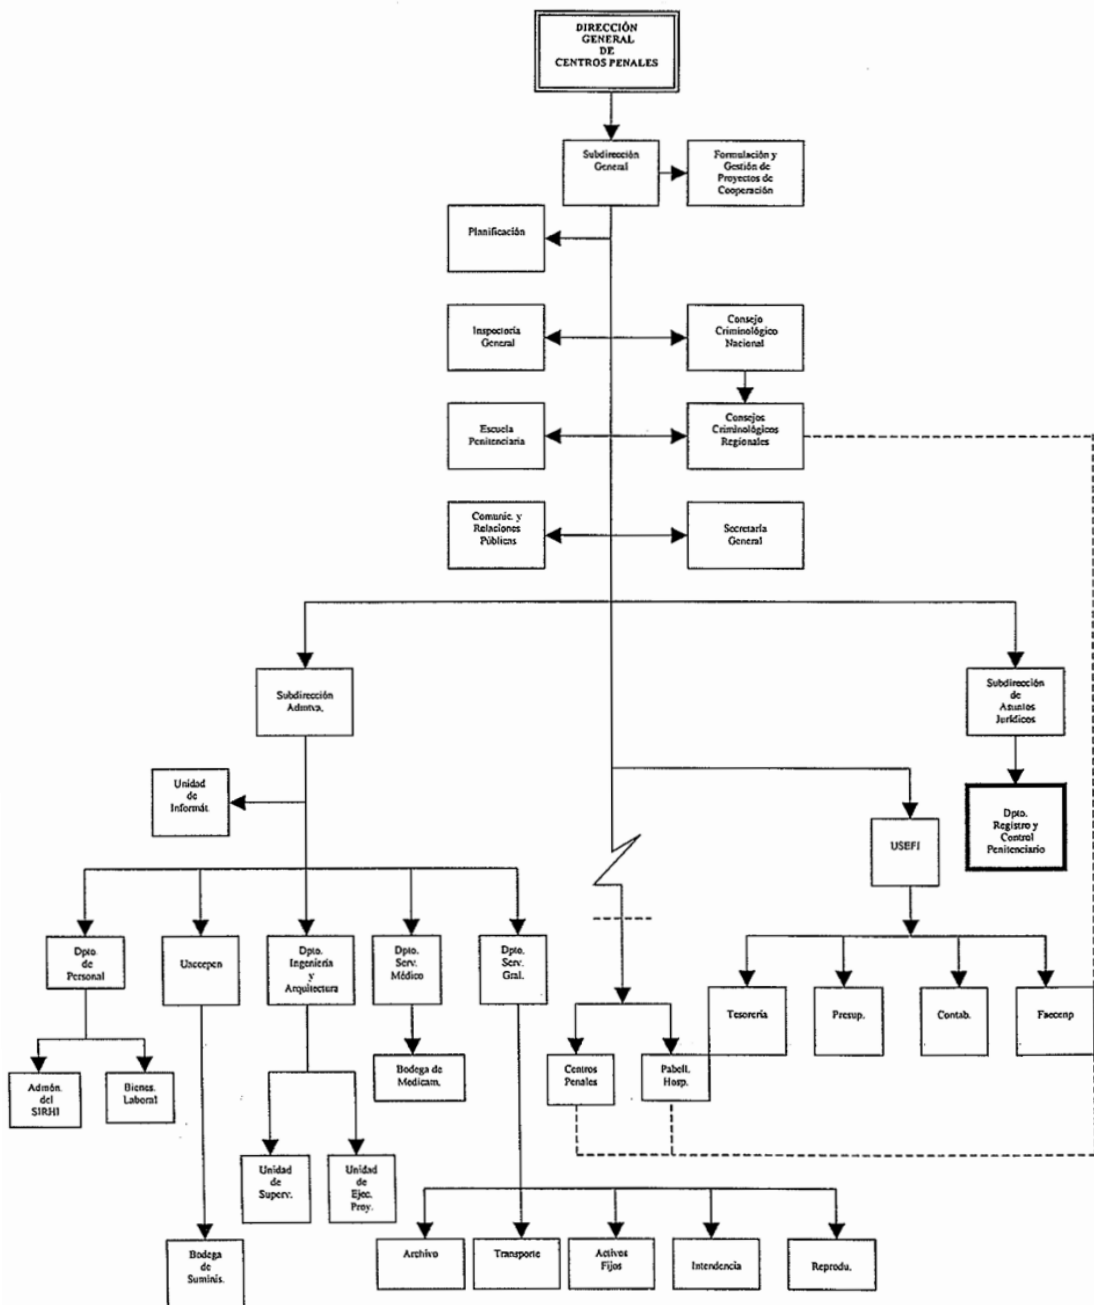 DIRECCIÓN
GENERAL
DE
CENTROS PENALES
Subdirección
General
Formulación y
Gestión de
Proyectos de
Cooperación
Planificación
Inspectoría
General
Consejo
Criminológico
Nacional
Escuela
Penitenciaria
Consejos
Criminológicos
Regionales
Comunic. y
Relaciones
Públicas
Secretaría
General
Subdirección
Admtva.
Subdirección
de
Asuntos
Jurídicos
Unidad
de
Informát.
USEFI
Dpto.
Registro y
Control
Penitenciario
Dpto.
de
Personal
Uaccepen
Dpto.
Ingeniería
y
Arquitectura
Dpto.
Serv.
Médico
Dpto.
Serv.
Gral.
Tesorería
Presup.
Contab.
Faecenp
Admón.
del
SIRHI
Bienes.
Laboral
Bodega de
Medicam.
Centros
Penales
Pabell.
Hosp.
Unidad
de
Superv.
Unidad
de
Ejec.
Proy.
Bodega
de
Suminis.
Archivo
Transporte
Activos
Fijos
Intendencia
Reprodu.